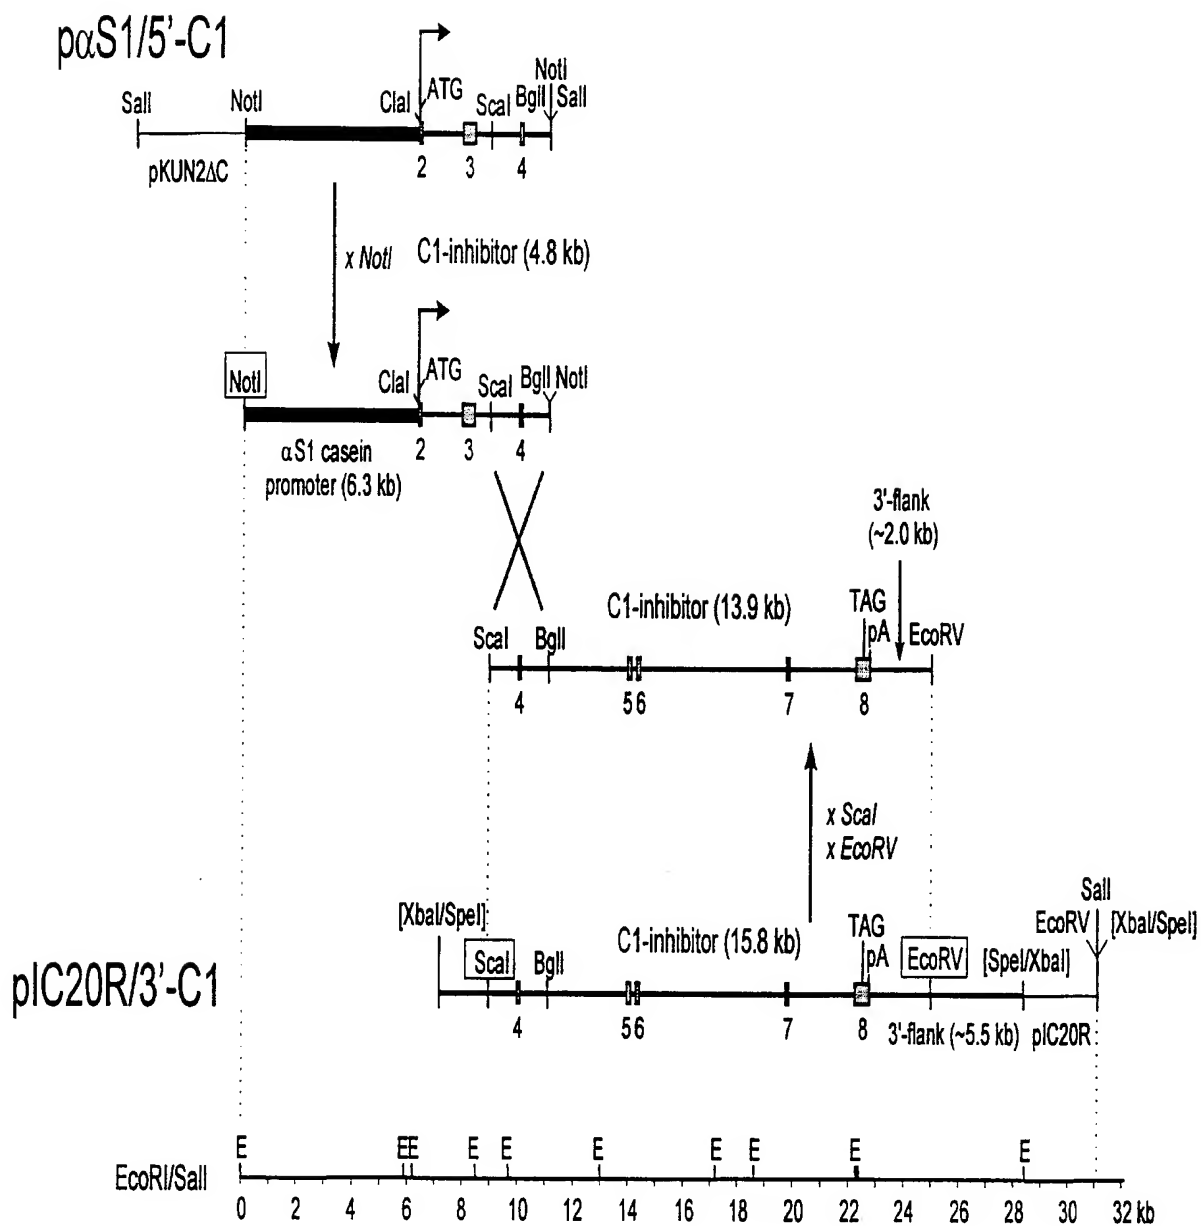 pαS1/5'-C1
SalI NotI ClaI ATG ScaI BglI NotI SalI
pKUN2ΔC 2 3 4
x NotI C1-inhibitor (4.8 kb)
NotI ClaI ATG ScaI BglI NotI
2 3 4
αS1 casein
promoter (6.3 kb)
3'-flank
(~2.0 kb)
C1-inhibitor (13.9 kb) TAG
ScaI BglI pA EcoRV
4 5 6 7 8
x ScaI
x EcoRV
SalI
[XbaI/SpeI] C1-inhibitor (15.8 kb) TAG EcoRV [XbaI/SpeI]
ScaI BglI pA EcoRV [SpeI/XbaI]
pIC20R/3'-C1
4 5 6 7 8 3'-flank (~5.5 kb) pIC20R
E E E E E E E E E E
EcoRI/SalI
0 2 4 6 8 10 12 14 16 18 20 22 24 26 28 30 32 kb